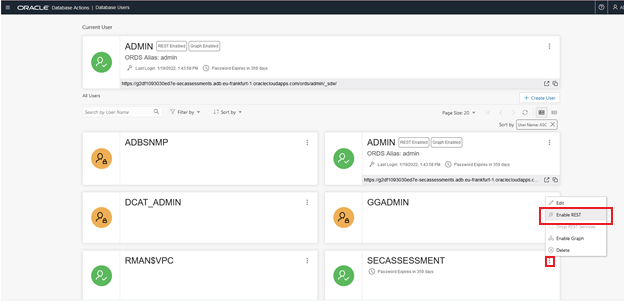 ORACLE Database Actions | Database Users
Current User
ADMIN REST Enabled Graph Enabled
ORDS Alias: admin
Last Login: 1/19/2022, 1:43:58 PM Password Expires in 359 days
https://g2df1093030ed7e-secassessments.adb.eu-frankfurt-1.oraclecloudapps.com/ords/admin/_sdw/
All Users
+ Create User
Search by User Name
Filter by
Sort by
Page Size: 20
Sort by User Name: ASC
ADBSNMP
ADMIN REST Enabled Graph Enabled
ORDS Alias: admin
Last Login: 1/19/2022, 1:43:58 PM Password Expires in 359 days
https://g2df1093030ed7e-secassessments.adb.eu-frankfurt-1.oraclecloudapps.c...
DCAT_ADMIN
GGADMIN
Edit
Enable REST
Drop REST Services
Enable Graph
Delete
RMAN$VPC
SECASSESSMENT
Password Expires in 359 days